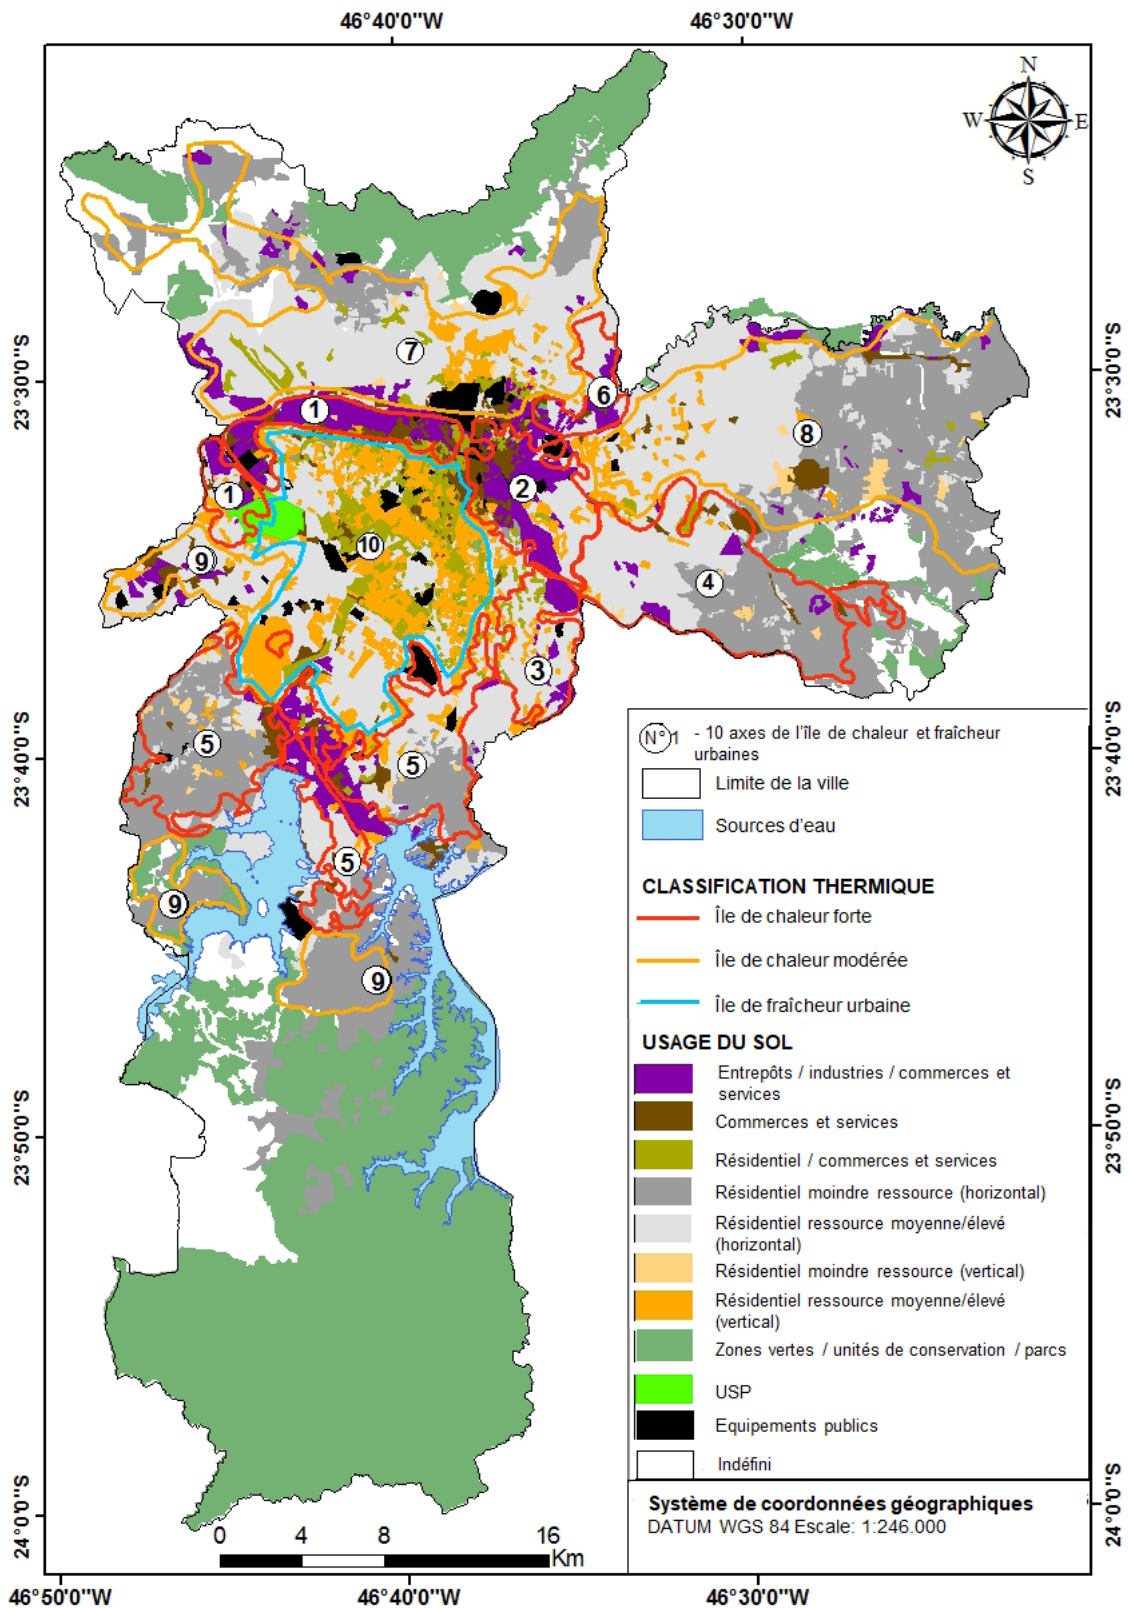 46°40'0"W
46°30'0"W
N
W
E
S
23°30'0"S
23°30'0"S
7
1
6
8
2
1
10
9
4
3
5
5
5
9
9
23°40'0"S
23°40'0"S
23°50'0"S
23°50'0"S
24°0'0"S
24°0'0"S
N°1 - 10 axes de l'île de chaleur et fraîcheur
urbaines
Limite de la ville
Sources d'eau
CLASSIFICATION THERMIQUE
Île de chaleur forte
Île de chaleur modérée
Île de fraîcheur urbaine
USAGE DU SOL
Entrepôts / industries / commerces et
services
Commerces et services
Résidentiel / commerces et services
Résidentiel moindre ressource (horizontal)
Résidentiel ressource moyenne/élevé
(horizontal)
Résidentiel moindre ressource (vertical)
Résidentiel ressource moyenne/élevé
(vertical)
Zones vertes / unités de conservation / parcs
USP
Equipements publics
Indéfini
Système de coordonnées géographiques
DATUM WGS 84 Escale: 1:246.000
0 4 8 16
Km
46°50'0"W
46°40'0"W
46°30'0"W